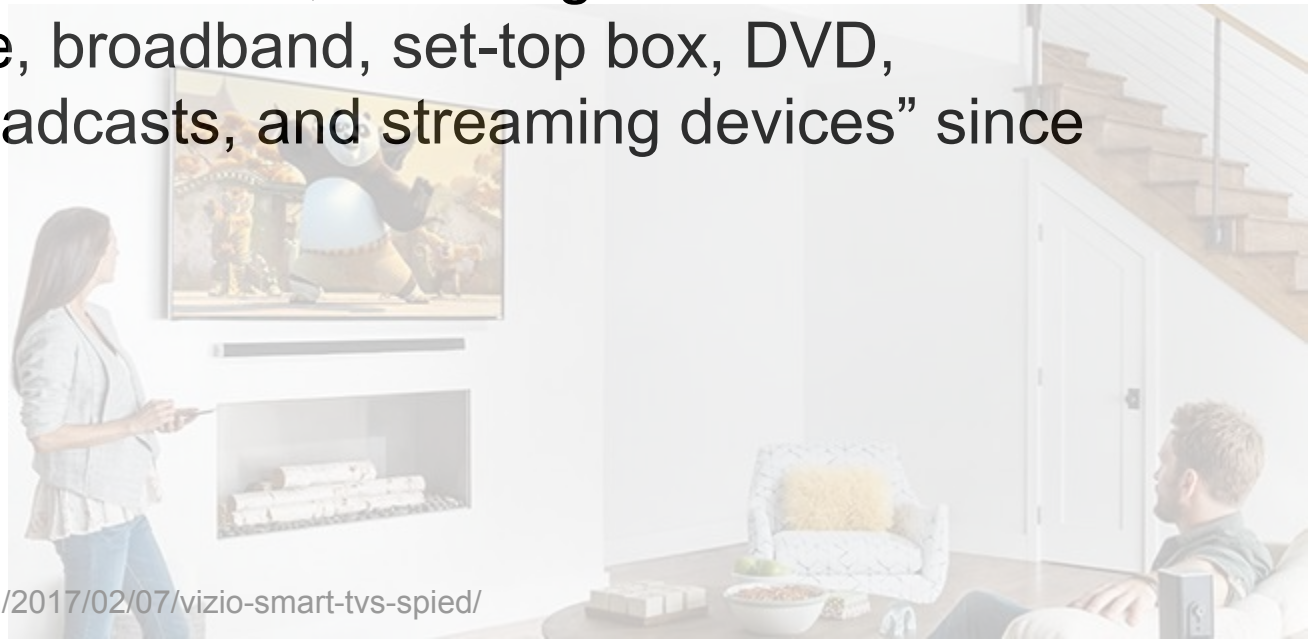 e, broadband, set-top box, DVD,
adcasts, and streaming devices” since
/2017/02/07/vizio-smart-tvs-spied/